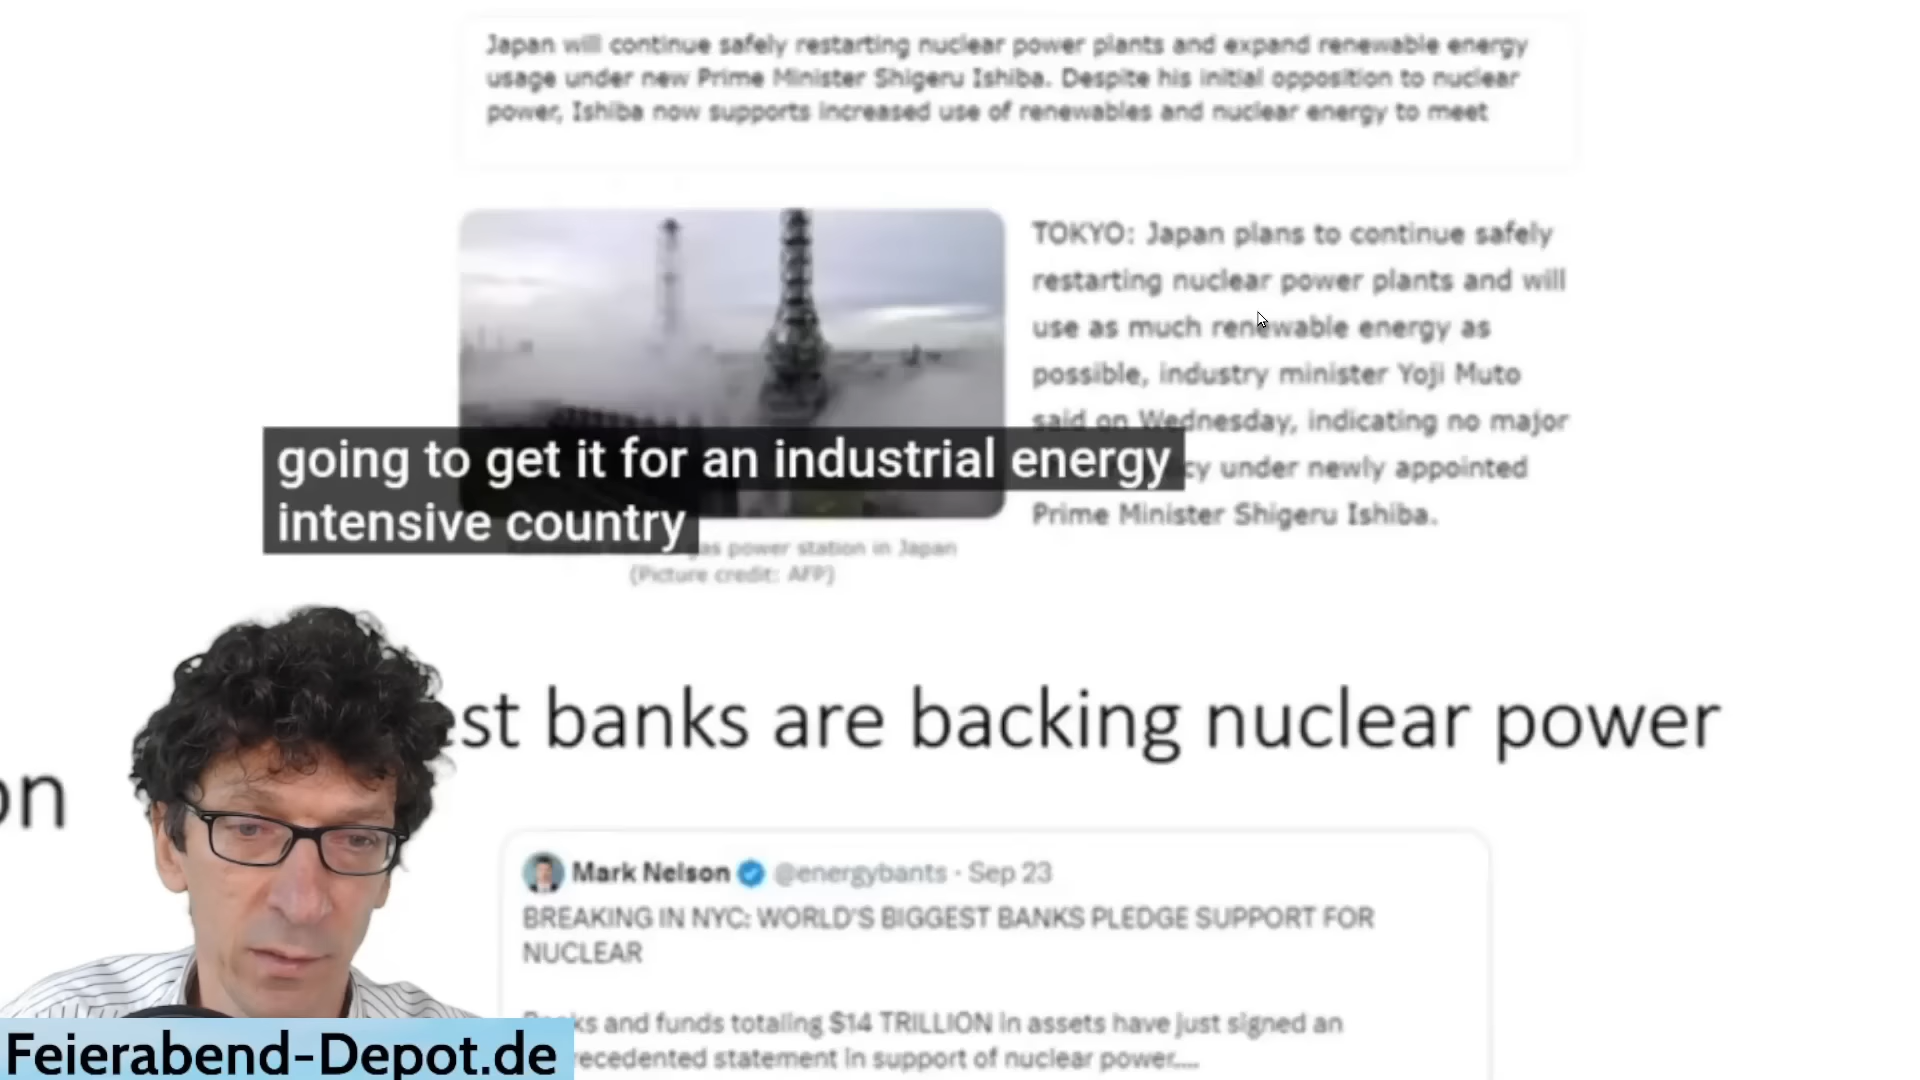 Japan will continue safely restarting nuclear power plants and expand renewable energy
usage under new Prime Minister Shigeru Ishiba. Despite his initial opposition to nuclear
power, Ishiba now supports increased use of renewables and nuclear energy to meet
TOKYO: Japan plans to continue safely
restarting nuclear power plants and will
use as much renewable energy as
possible, industry minister Yoji Muto
said on Wednesday, indicating no major
cy under newly appointed
Prime Minister Shigeru Ishiba.
going to get it for an industrial energy
intensive country
gas power station in Japan
(Picture credit: AFP)
est banks are backing nuclear power
on
Mark Nelson @energybants · Sep 23
BREAKING IN NYC: WORLD'S BIGGEST BANKS PLEDGE SUPPORT FOR
NUCLEAR
ks and funds totaling $14 TRILLION in assets have just signed an
recedented statement in support of nuclear power....
Feierabend-Depot.de